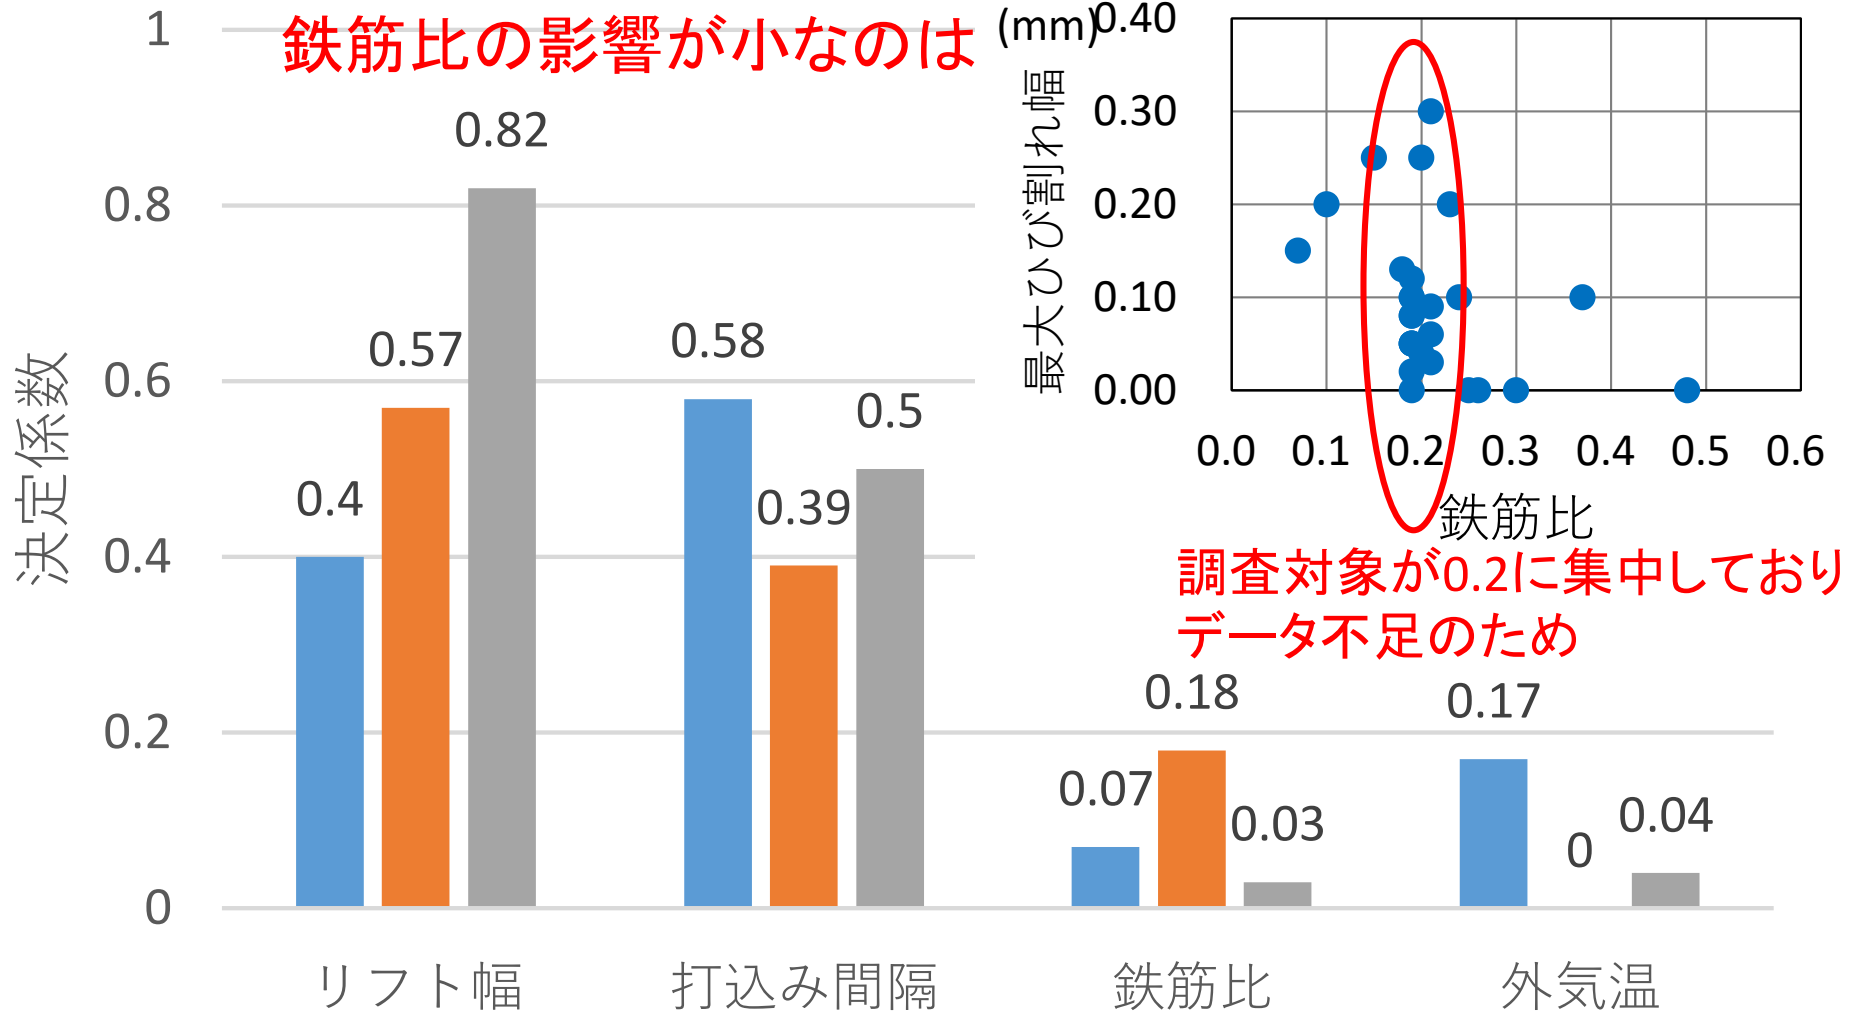 鉄筋比の影響が小なのは
1
0.8
0.6
0.4
0.2
0
決定係数
0.4
0.57
0.82
0.58
0.39
0.5
0.07
0.18
0.03
0.17
0
0.04
リフト幅
打込み間隔
鉄筋比
外気温
(mm)
最大ひび割れ幅
0.40
0.30
0.20
0.10
0.00
0.0 0.1 0.2 0.3 0.4 0.5 0.6
鉄筋比
調査対象が0.2に集中しており
データ不足のため